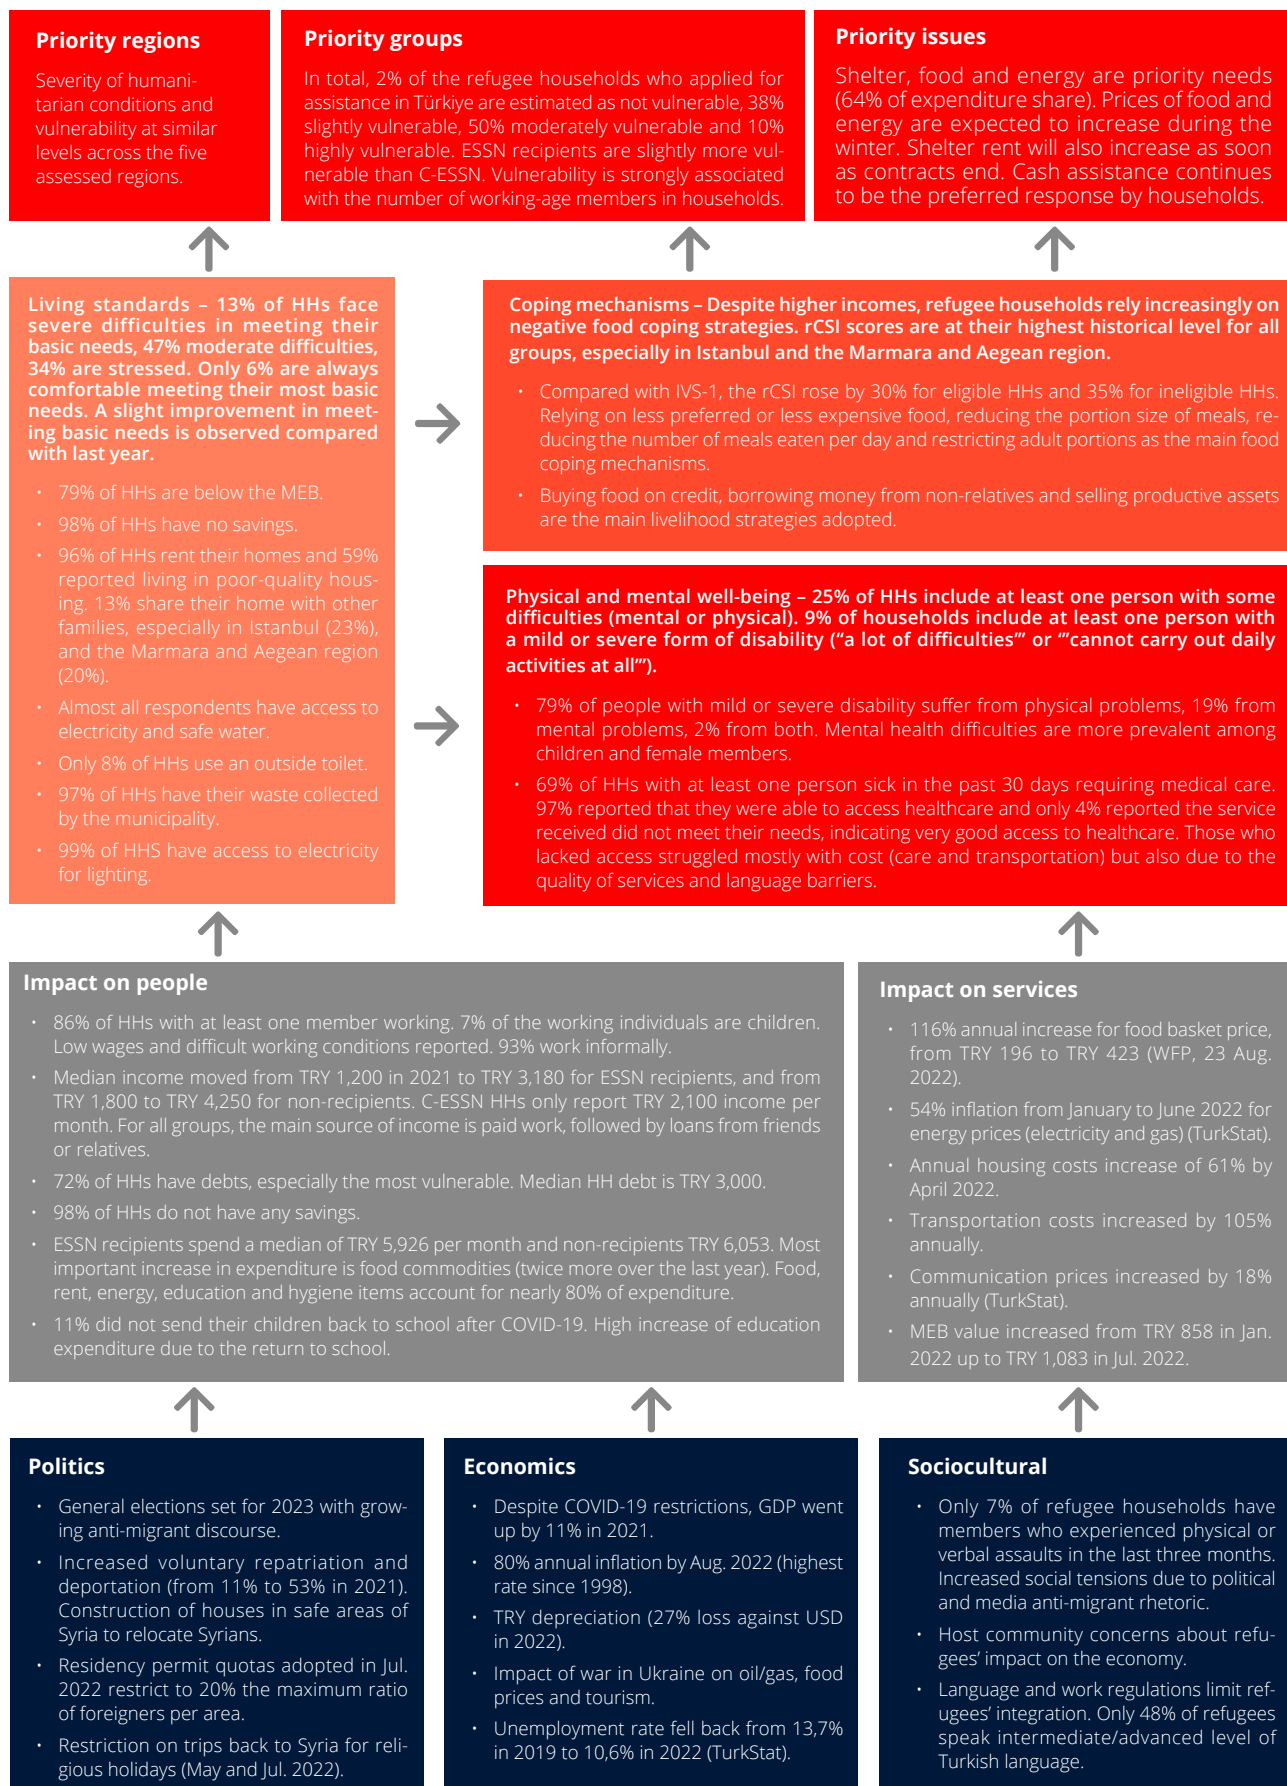 Priority regions
Severity of humani-
tarian conditions and
vulnerability at similar
levels across the five
assessed regions.
Priority groups
In total, 2% of the refugee households who applied for
assistance in Türkiye are estimated as not vulnerable, 38%
slightly vulnerable, 50% moderately vulnerable and 10%
highly vulnerable. ESSN recipients are slightly more vul-
nerable than C-ESSN. Vulnerability is strongly associated
with the number of working-age members in households.
Priority issues
Shelter, food and energy are priority needs
(64% of expenditure share). Prices of food and
energy are expected to increase during the
winter. Shelter rent will also increase as soon
as contracts end. Cash assistance continues
to be the preferred response by households.
Living standards – 13% of HHs face
severe difficulties in meeting their
basic needs, 47% moderate difficulties,
34% are stressed. Only 6% are always
comfortable meeting their most basic
needs. A slight improvement in meet-
ing basic needs is observed compared
with last year.
• 79% of HHs are below the MEB.
• 98% of HHs have no savings.
• 96% of HHs rent their homes and 59%
reported living in poor-quality hous-
ing. 13% share their home with other
families, especially in Istanbul (23%),
and the Marmara and Aegean region
(20%).
• Almost all respondents have access to
electricity and safe water.
• Only 8% of HHs use an outside toilet.
• 97% of HHs have their waste collected
by the municipality.
• 99% of HHS have access to electricity
for lighting.
Coping mechanisms – Despite higher incomes, refugee households rely increasingly on
negative food coping strategies. rCSI scores are at their highest historical level for all
groups, especially in Istanbul and the Marmara and Aegean region.
• Compared with IVS-1, the rCSI rose by 30% for eligible HHs and 35% for ineligible HHs.
Relying on less preferred or less expensive food, reducing the portion size of meals, re-
ducing the number of meals eaten per day and restricting adult portions as the main food
coping mechanisms.
• Buying food on credit, borrowing money from non-relatives and selling productive assets
are the main livelihood strategies adopted.
Physical and mental well-being – 25% of HHs include at least one person with some
difficulties (mental or physical). 9% of households include at least one person with
a mild or severe form of disability (“a lot of difficulties’” or “’cannot carry out daily
activities at all’”).
• 79% of people with mild or severe disability suffer from physical problems, 19% from
mental problems, 2% from both. Mental health difficulties are more prevalent among
children and female members.
• 69% of HHs with at least one person sick in the past 30 days requiring medical care.
97% reported that they were able to access healthcare and only 4% reported the service
received did not meet their needs, indicating very good access to healthcare. Those who
lacked access struggled mostly with cost (care and transportation) but also due to the
quality of services and language barriers.
Impact on people
• 86% of HHs with at least one member working. 7% of the working individuals are children.
Low wages and difficult working conditions reported. 93% work informally.
• Median income moved from TRY 1,200 in 2021 to TRY 3,180 for ESSN recipients, and from
TRY 1,800 to TRY 4,250 for non-recipients. C-ESSN HHs only report TRY 2,100 income per
month. For all groups, the main source of income is paid work, followed by loans from friends
or relatives.
• 72% of HHs have debts, especially the most vulnerable. Median HH debt is TRY 3,000.
• 98% of HHs do not have any savings.
• ESSN recipients spend a median of TRY 5,926 per month and non-recipients TRY 6,053. Most
important increase in expenditure is food commodities (twice more over the last year). Food,
rent, energy, education and hygiene items account for nearly 80% of expenditure.
• 11% did not send their children back to school after COVID-19. High increase of education
expenditure due to the return to school.
Impact on services
• 116% annual increase for food basket price,
from TRY 196 to TRY 423 (WFP, 23 Aug.
2022).
• 54% inflation from January to June 2022 for
energy prices (electricity and gas) (TurkStat).
• Annual housing costs increase of 61% by
April 2022.
• Transportation costs increased by 105%
annually.
• Communication prices increased by 18%
annually (TurkStat).
• MEB value increased from TRY 858 in Jan.
2022 up to TRY 1,083 in Jul. 2022.
Politics
• General elections set for 2023 with grow-
ing anti-migrant discourse.
• Increased voluntary repatriation and
deportation (from 11% to 53% in 2021).
Construction of houses in safe areas of
Syria to relocate Syrians.
• Residency permit quotas adopted in Jul.
2022 restrict to 20% the maximum ratio
of foreigners per area.
• Restriction on trips back to Syria for reli-
gious holidays (May and Jul. 2022).
Economics
• Despite COVID-19 restrictions, GDP went
up by 11% in 2021.
• 80% annual inflation by Aug. 2022 (highest
rate since 1998).
• TRY depreciation (27% loss against USD
in 2022).
• Impact of war in Ukraine on oil/gas, food
prices and tourism.
• Unemployment rate fell back from 13,7%
in 2019 to 10,6% in 2022 (TurkStat).
Sociocultural
• Only 7% of refugee households have
members who experienced physical or
verbal assaults in the last three months.
Increased social tensions due to political
and media anti-migrant rhetoric.
• Host community concerns about refu-
gees’ impact on the economy.
• Language and work regulations limit ref-
ugees’ integration. Only 48% of refugees
speak intermediate/advanced level of
Turkish language.